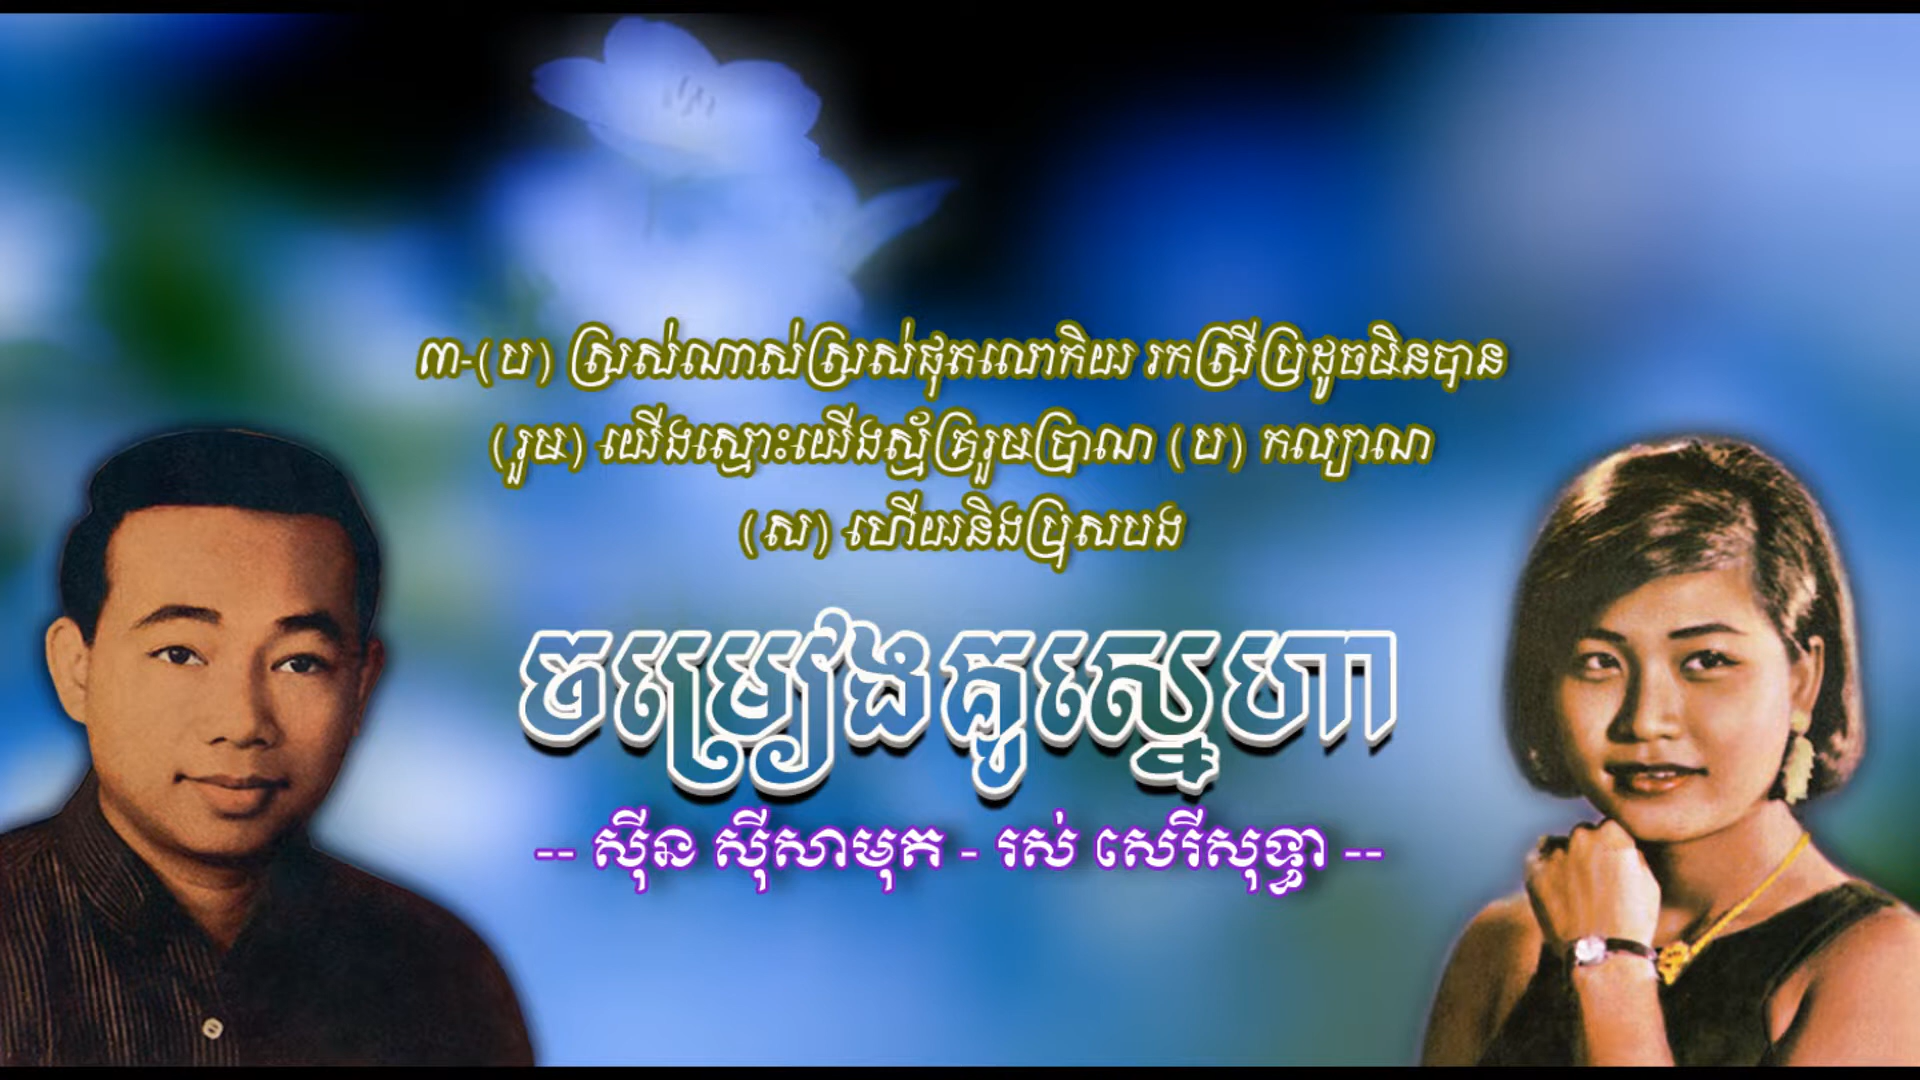 ៣-(ប) ស្រស់ណាស់ស្រស់ផុតលោកិយ រកស្រីប្រដូចមិនបាន
(រួម) យើងស្មោះយើងស្ម័គ្ររួមប្រាណ (ប) កល្យាណ
(ស) ហើយនិងប្រុសបង
ចម្រៀងគូស្នេហា
-- ស៊ីន ស៊ីសាមុត - រស់ សេរីសុទ្ធា --